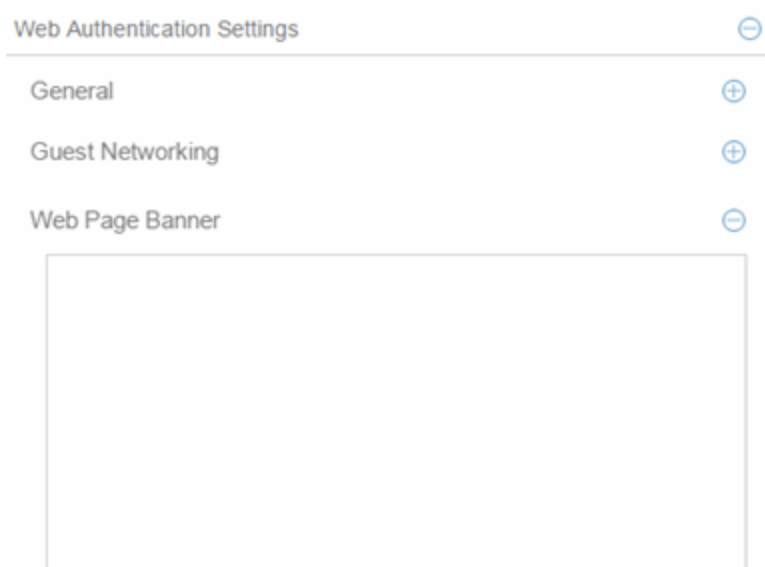 Web Authentication Settings
General
Guest Networking
Web Page Banner